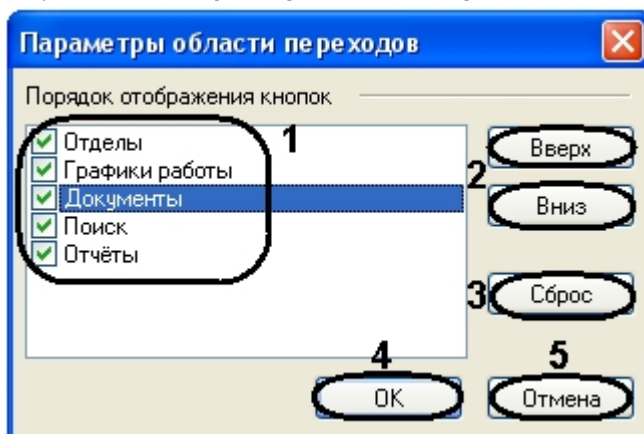 Параметры области переходов
Порядок отображения кнопок
1
Отделы
Графики работы
Документы
Поиск
Отчёты
Вверх
2
Вниз
3
Сброс
4
5
OK
Отмена